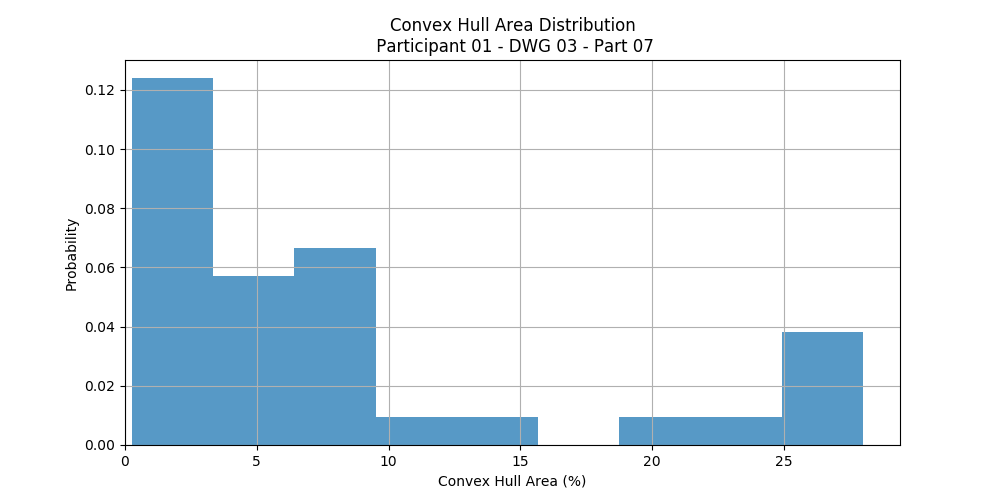 Convex Hull Area Distribution
Participant 01 - DWG 03 - Part 07
0.12
0.10
0.08
0.06
0.04
0.02
0.00
Probability
0 5 10 15 20 25
Convex Hull Area (%)